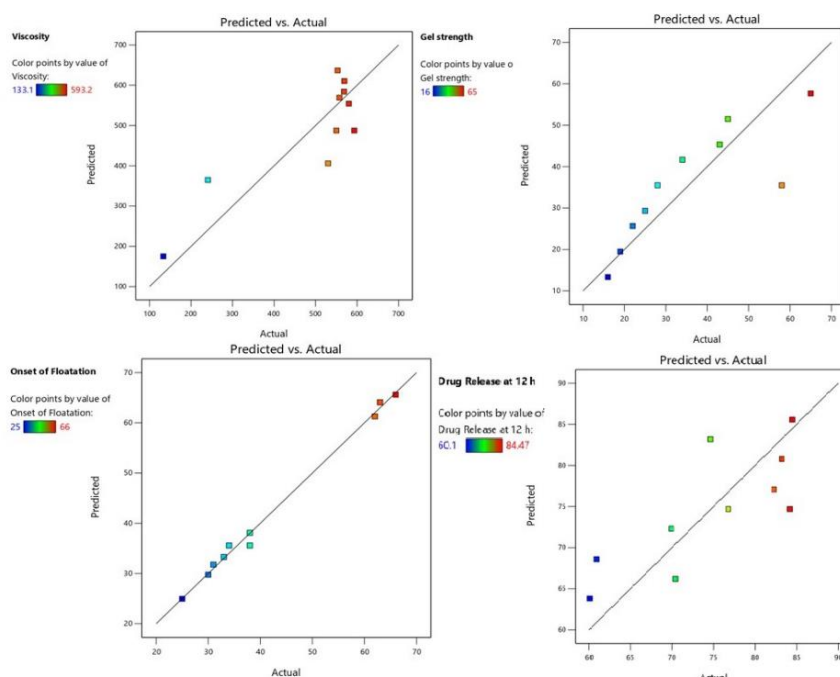 Predicted vs. Actual
Viscosity
Color points by value of
Viscosity:
133.1 593.2
700
600
500
400
300
200
100
Predicted
100 200 300 400 500 600 700
Actual
Predicted vs. Actual
Gel strength
Color points by value o
Gel strength:
16 65
70
60
50
40
30
20
10
Predicted
10 20 30 40 50 60 70
Actual
Predicted vs. Actual
Onset of Floatation
Color points by value of
Onset of Floatation:
25 66
70
60
50
40
30
20
Predicted
20 30 40 50 60 70
Actual
Predicted vs. Actual
Drug Release at 12 h
Color points by value of
Drug Release at 12 h:
60.1 84.47
90
85
80
75
70
65
60
Predicted
60 65 70 75 80 85 90
Actual